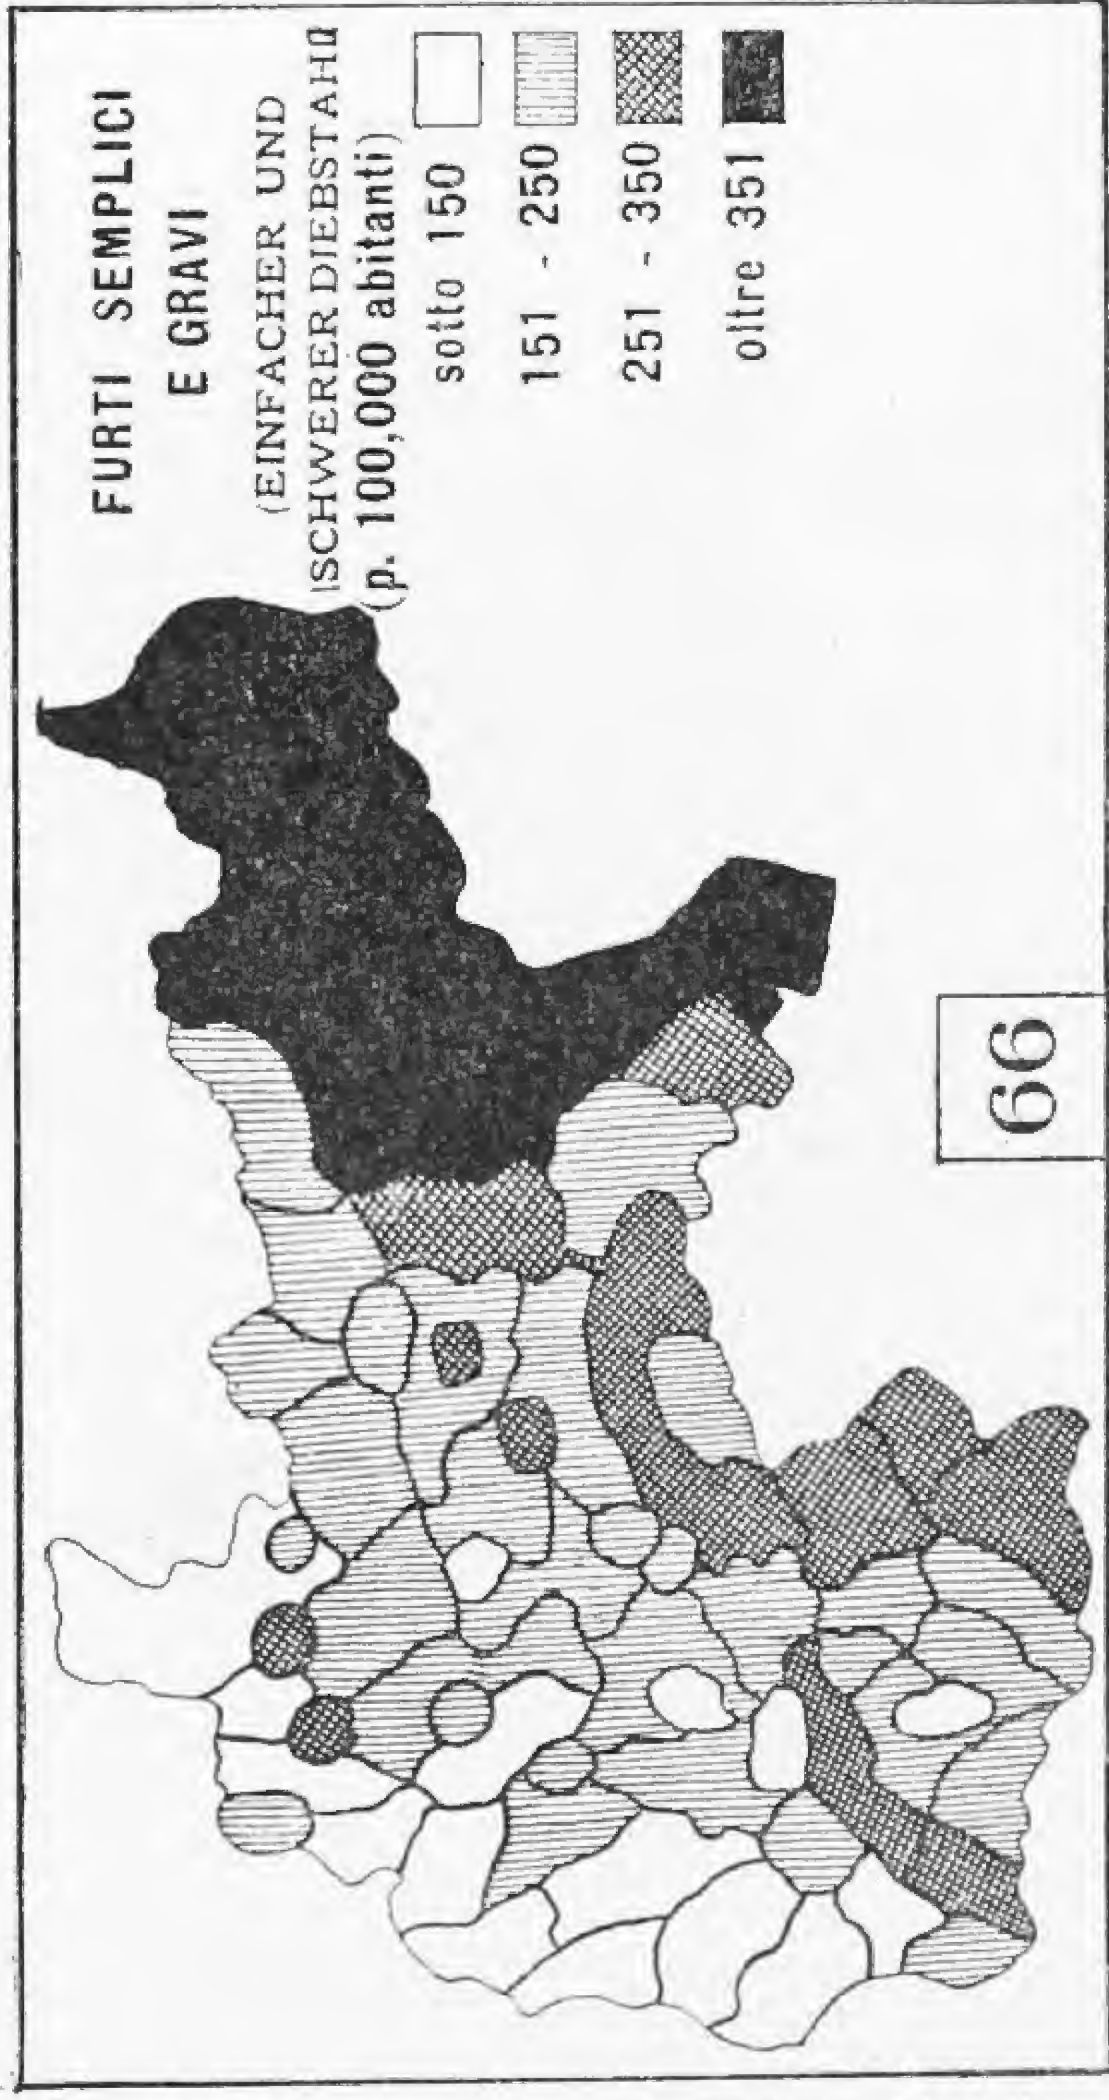 FURTI SEMPLICI
E GRAVI
(EINFACHER UND
SCHWERER DIEBSTAHL)
(p. 100,000 abitanti)
sotto 150
151 - 250
251 - 350
oltre 351
66